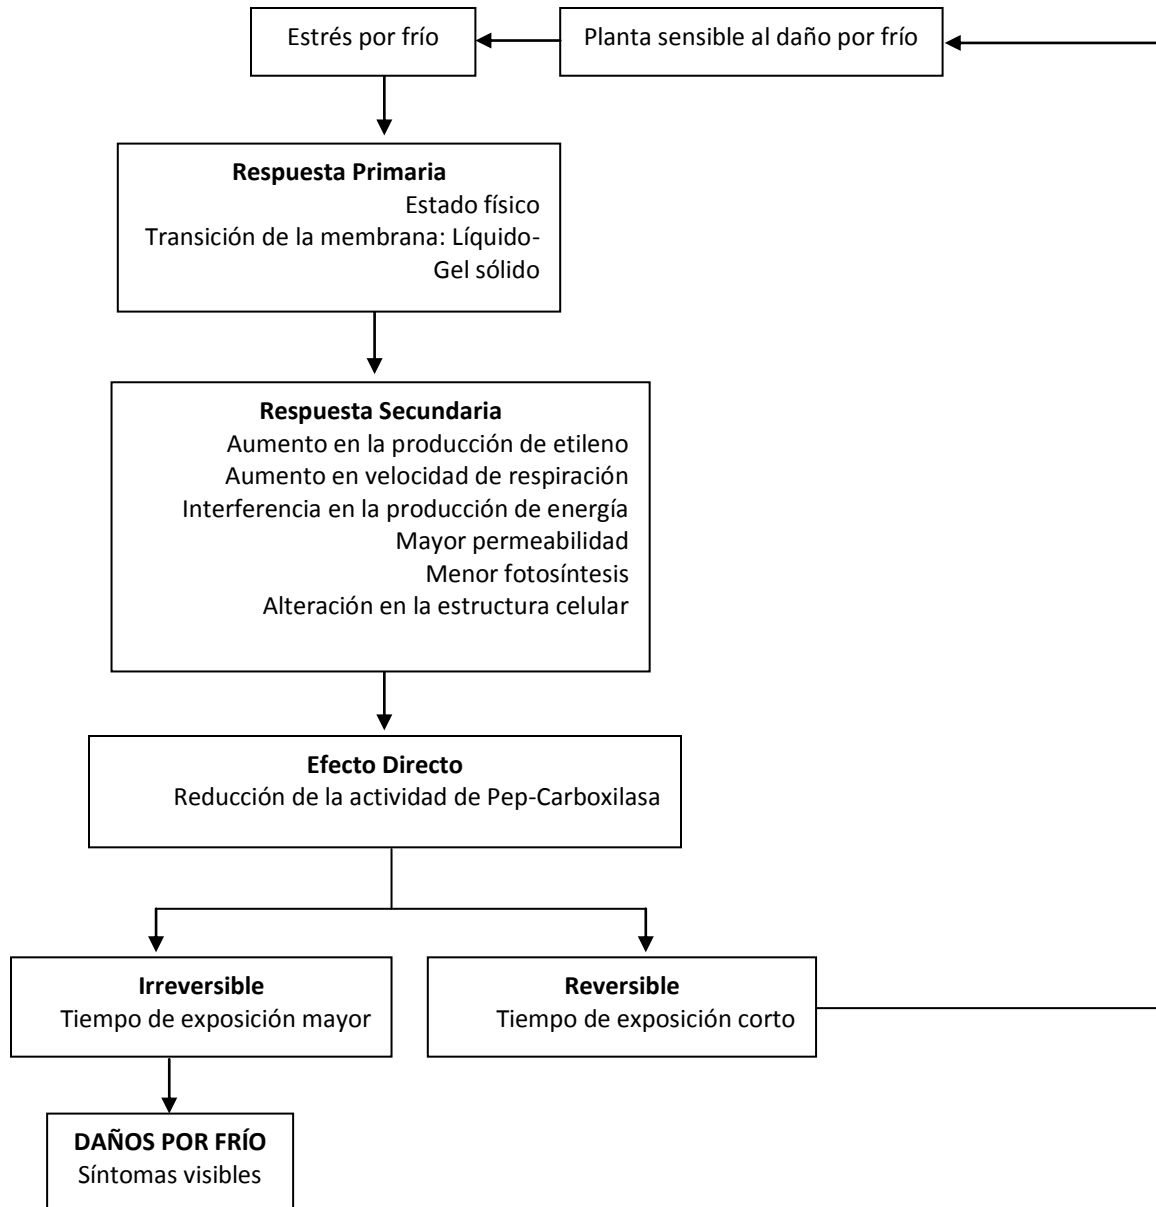 Estrés por frío
Planta sensible al daño por frío
Respuesta Primaria
Estado físico
Transición de la membrana: Líquido-
Gel sólido
Respuesta Secundaria
Aumento en la producción de etileno
Aumento en velocidad de respiración
Interferencia en la producción de energía
Mayor permeabilidad
Menor fotosíntesis
Alteración en la estructura celular
Efecto Directo
Reducción de la actividad de Pep-Carboxilasa
Irreversible
Tiempo de exposición mayor
Reversible
Tiempo de exposición corto
DAÑOS POR FRÍO
Síntomas visibles